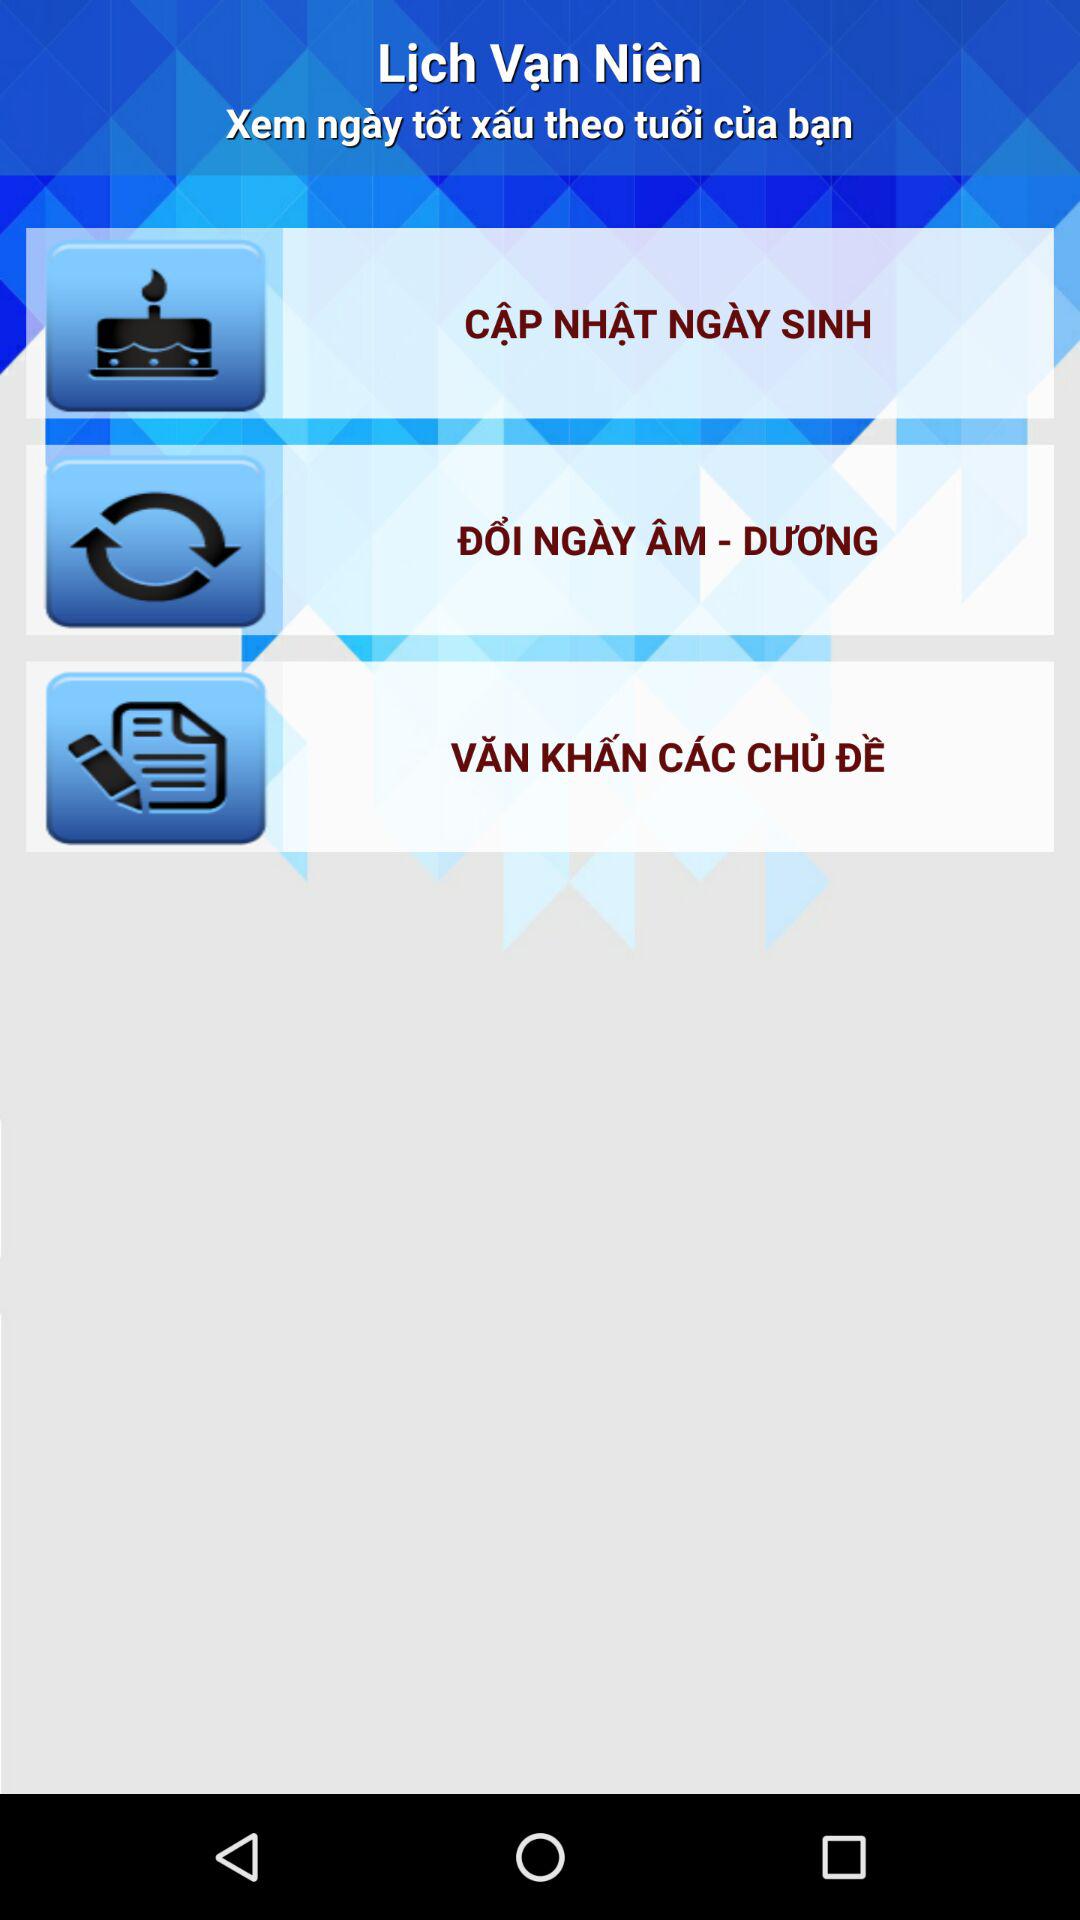 Lịch Vạn Niên
Xem ngày tốt xấu theo tuổi của bạn
CẬP NHẬT NGÀY SINH
ĐỔI NGÀY ÂM - DƯƠNG
VĂN KHẤN CÁC CHỦ ĐỀ